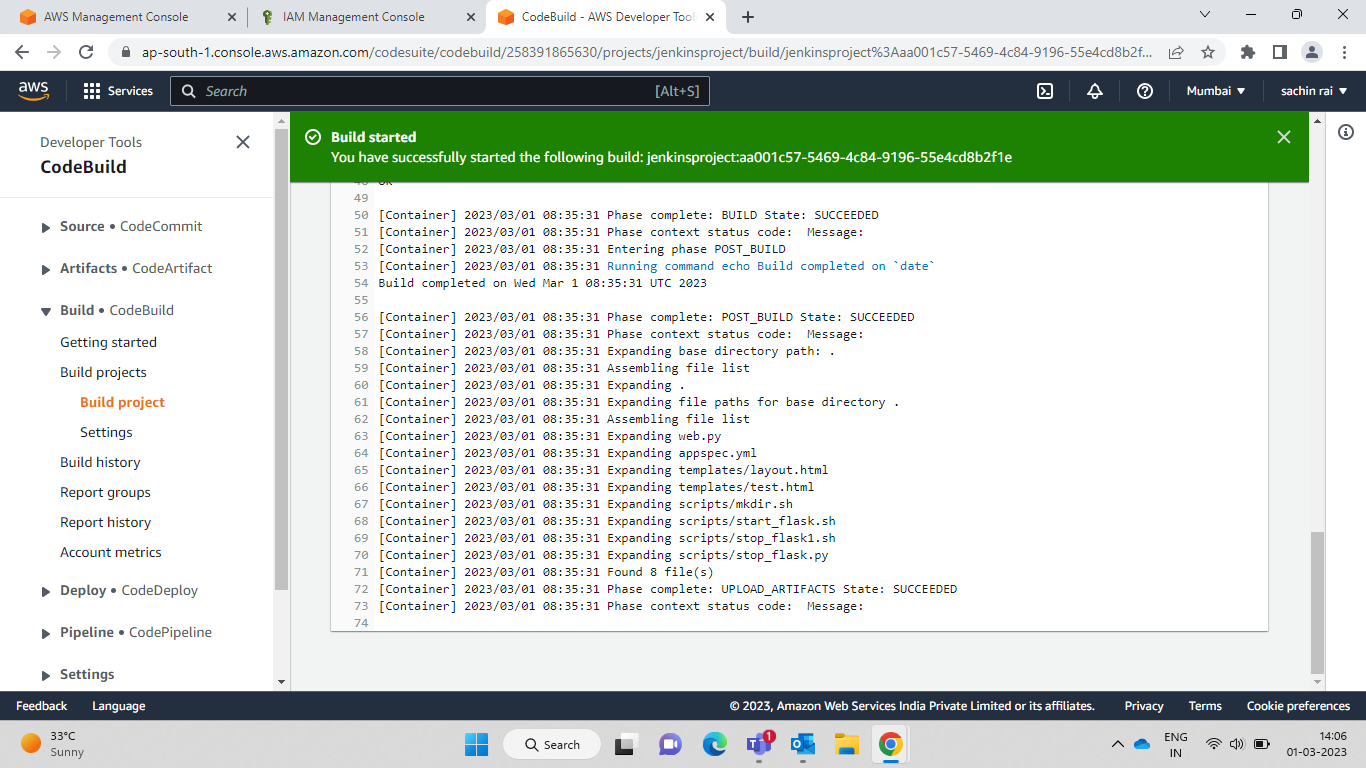 AWS Management Console
IAM Management Console
CodeBuild - AWS Developer Tool
ap-south-1.console.aws.amazon.com/codesuite/codebuild/258391865630/projects/jenkinsproject/build/jenkinsproject%3Aaa001c57-5469-4c84-9196-55e4cd8b2f...
aws
Services
Search
[Alt+S]
Mumbai
sachin rai
Developer Tools
CodeBuild
Source • CodeCommit
Artifacts • CodeArtifact
Build • CodeBuild
Getting started
Build projects
Build project
Settings
Build history
Report groups
Report history
Account metrics
Deploy • CodeDeploy
Pipeline • CodePipeline
Settings
Build started
You have successfully started the following build: jenkinsproject:aa001c57-5469-4c84-9196-55e4cd8b2f1e
48 OK
49
50 [Container] 2023/03/01 08:35:31 Phase complete: BUILD State: SUCCEEDED
51 [Container] 2023/03/01 08:35:31 Phase context status code:  Message:
52 [Container] 2023/03/01 08:35:31 Entering phase POST_BUILD
53 [Container] 2023/03/01 08:35:31 Running command echo Build completed on `date`
54 Build completed on Wed Mar 1 08:35:31 UTC 2023
55
56 [Container] 2023/03/01 08:35:31 Phase complete: POST_BUILD State: SUCCEEDED
57 [Container] 2023/03/01 08:35:31 Phase context status code:  Message:
58 [Container] 2023/03/01 08:35:31 Expanding base directory path: .
59 [Container] 2023/03/01 08:35:31 Assembling file list
60 [Container] 2023/03/01 08:35:31 Expanding .
61 [Container] 2023/03/01 08:35:31 Expanding file paths for base directory .
62 [Container] 2023/03/01 08:35:31 Assembling file list
63 [Container] 2023/03/01 08:35:31 Expanding web.py
64 [Container] 2023/03/01 08:35:31 Expanding appspec.yml
65 [Container] 2023/03/01 08:35:31 Expanding templates/layout.html
66 [Container] 2023/03/01 08:35:31 Expanding templates/test.html
67 [Container] 2023/03/01 08:35:31 Expanding scripts/mkdir.sh
68 [Container] 2023/03/01 08:35:31 Expanding scripts/start_flask.sh
69 [Container] 2023/03/01 08:35:31 Expanding scripts/stop_flask1.sh
70 [Container] 2023/03/01 08:35:31 Expanding scripts/stop_flask.py
71 [Container] 2023/03/01 08:35:31 Found 8 file(s)
72 [Container] 2023/03/01 08:35:31 Phase complete: UPLOAD_ARTIFACTS State: SUCCEEDED
73 [Container] 2023/03/01 08:35:31 Phase context status code:  Message:
74
Feedback
Language
© 2023, Amazon Web Services India Private Limited or its affiliates.
Privacy
Terms
Cookie preferences
33°C
Sunny
Search
1
ENG
IN
14:06
01-03-2023